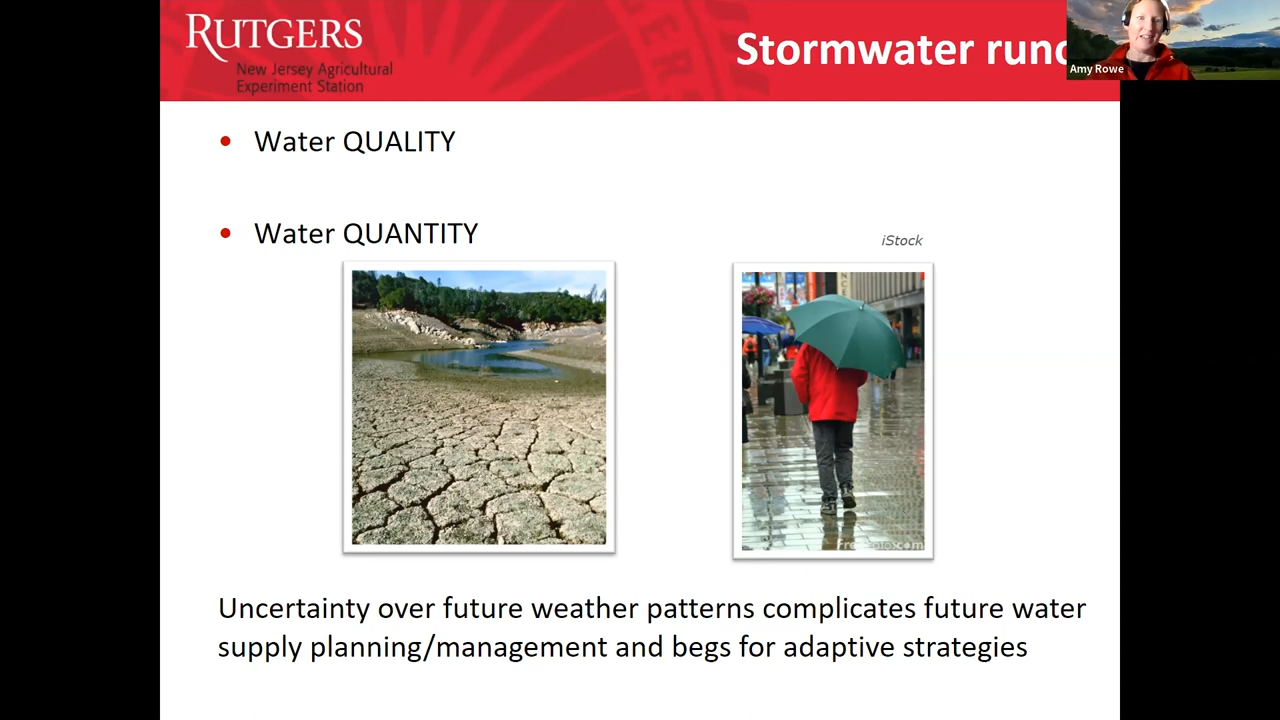 RUTGERS
New Jersey Agricultural
Experiment Station
Stormwater
Amy Rowe
• Water QUALITY
• Water QUANTITY
iStock
Uncertainty over future weather patterns complicates future water
supply planning/management and begs for adaptive strategies